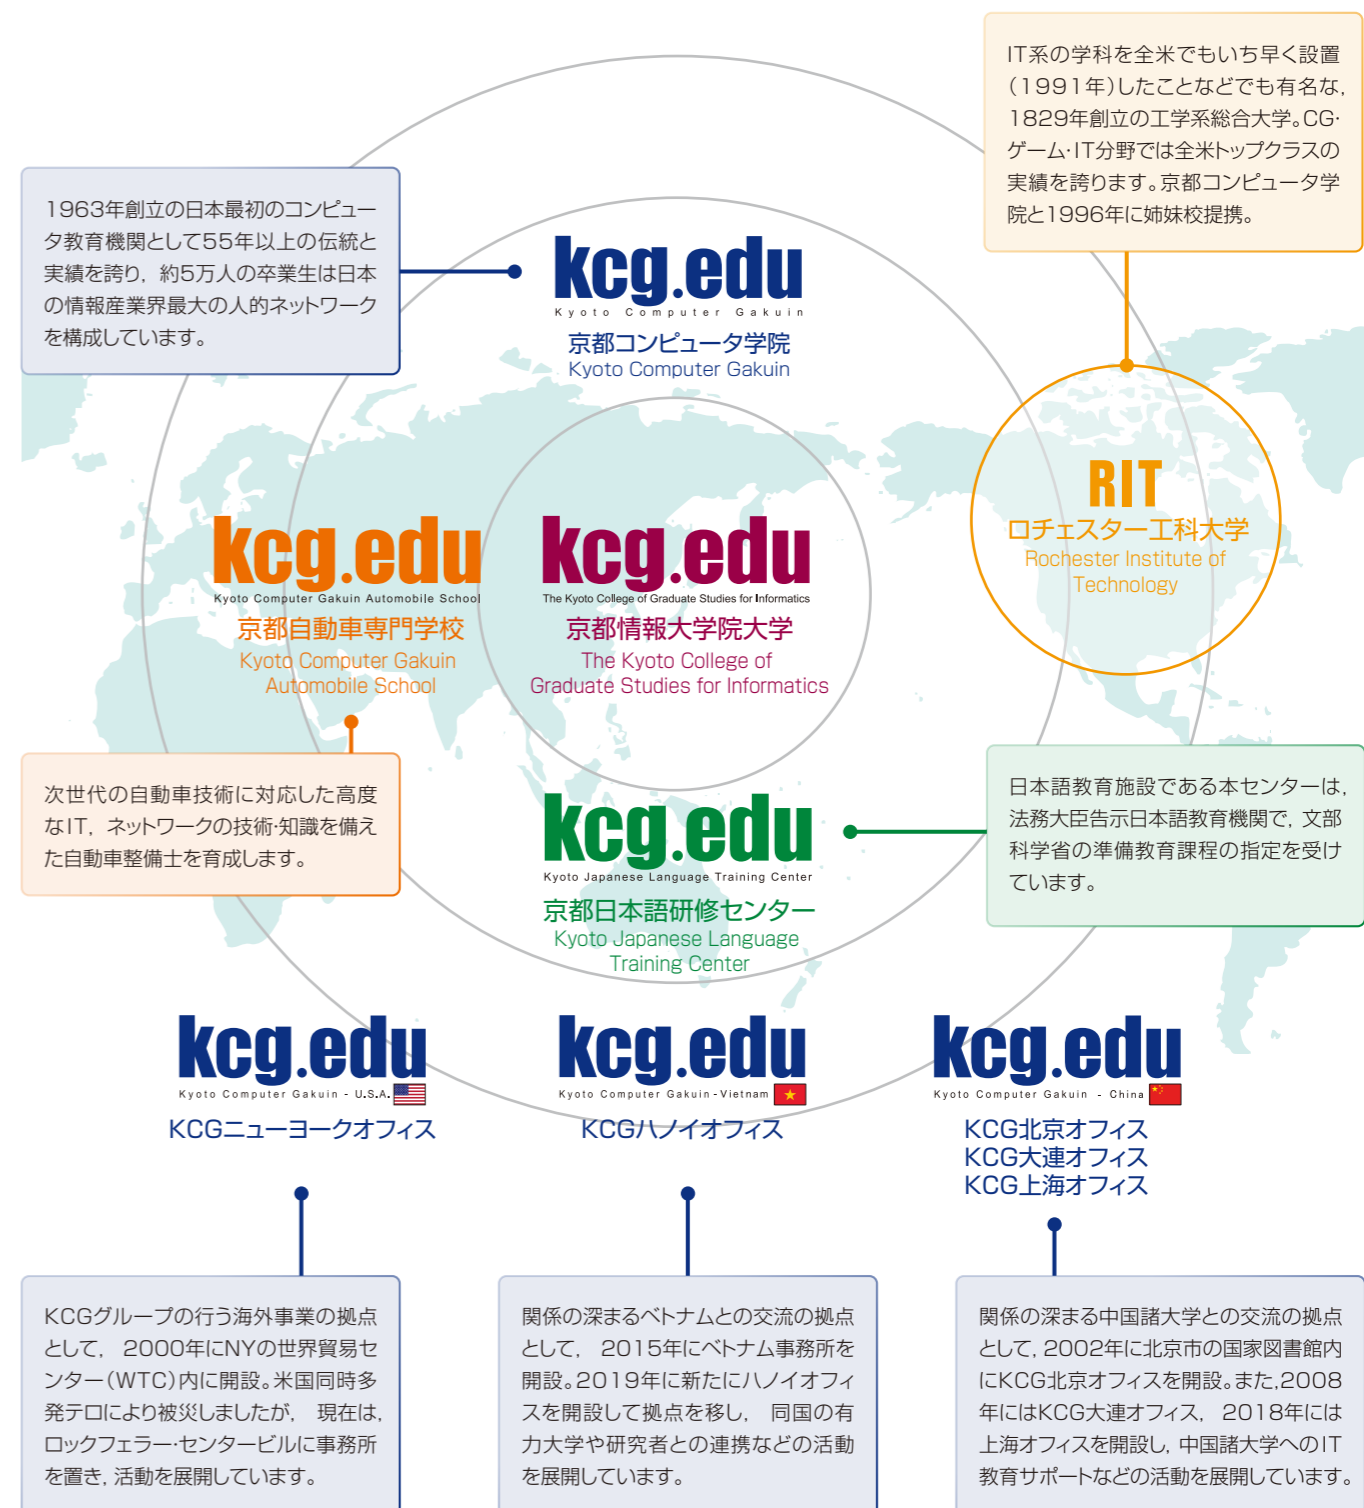 IT系の学科を全米でもいち早く設置
(1991年)したことなどでも有名な,
1829年創立の工学系総合大学。CG・
ゲーム・IT分野では全米トップクラスの
実績を誇ります。京都コンピュータ学
院と1996年に姉妹校提携。
1963年創立の日本最初のコンピュー
タ教育機関として55年以上の伝統と
実績を誇り, 約5万人の卒業生は日本
の情報産業界最大の人的ネットワーク
を構成しています。
kcg.edu
Kyoto Computer Gakuin
京都コンピュータ学院
Kyoto Computer Gakuin
RIT
ロチェスター工科大学
Rochester Institute of
Technology
kcg.edu
Kyoto Computer Gakuin Automobile School
京都自動車専門学校
Kyoto Computer Gakuin
Automobile School
kcg.edu
The Kyoto College of Graduate Studies for Informatics
京都情報大学院大学
The Kyoto College of
Graduate Studies for Informatics
次世代の自動車技術に対応した高度
なIT, ネットワークの技術・知識を備え
た自動車整備士を育成します。
kcg.edu
Kyoto Japanese Language Training Center
京都日本語研修センター
Kyoto Japanese Language
Training Center
日本語教育施設である本センターは,
法務大臣告示日本語教育機関で, 文部
科学省の準備教育課程の指定を受け
ています。
kcg.edu
Kyoto Computer Gakuin - U.S.A.
KCGニューヨークオフィス
kcg.edu
Kyoto Computer Gakuin - Vietnam
KCGハノイオフィス
kcg.edu
Kyoto Computer Gakuin - China
KCG北京オフィス
KCG大連オフィス
KCG上海オフィス
KCGグループの行う海外事業の拠点
として, 2000年にNYの世界貿易セ
ンター(WTC)内に開設。米国同時多
発テロにより被災しましたが, 現在は,
ロックフェラー・センタービルに事務所
を置き, 活動を展開しています。
関係の深まるベトナムとの交流の拠点
として, 2015年にベトナム事務所を
開設。2019年に新たにハノイオフィ
スを開設して拠点を移し, 同国の有
力大学や研究者との連携などの活動
を展開しています。
関係の深まる中国諸大学との交流の拠点
として, 2002年に北京市の国家図書館内
にKCG北京オフィスを開設。また,2008
年にはKCG大連オフィス, 2018年には
上海オフィスを開設し, 中国諸大学へのIT
教育サポートなどの活動を展開しています。